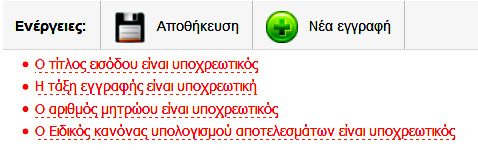 Ενέργειες: Αποθήκευση Νέα εγγραφή
Ο τίτλος εισόδου είναι υποχρεωτικός
Η τάξη εγγραφής είναι υποχρεωτική
Ο αριθμός μητρώου είναι υποχρεωτικός
Ο Ειδικός κανόνας υπολογισμού αποτελεσμάτων είναι υποχρεωτικός